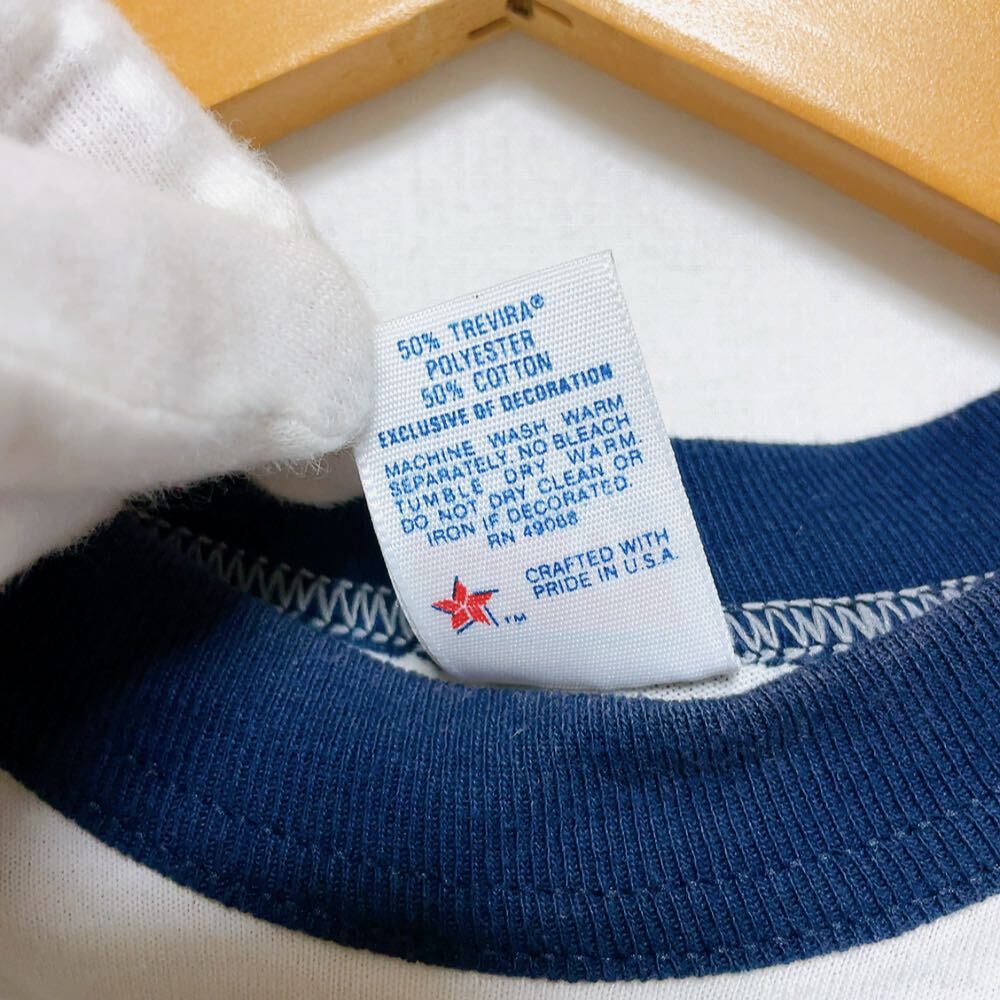 50% TREVIRA®
POLYESTER
50% COTTON
EXCLUSIVE OF DECORATION
MACHINE WASH WARM
SEPARATELY NO BLEACH
TUMBLE DRY WARM
DO NOT DRY CLEAN OR
IRON IF DECORATED.
RN 49068
CRAFTED WITH
PRIDE IN U.S.A.
TM